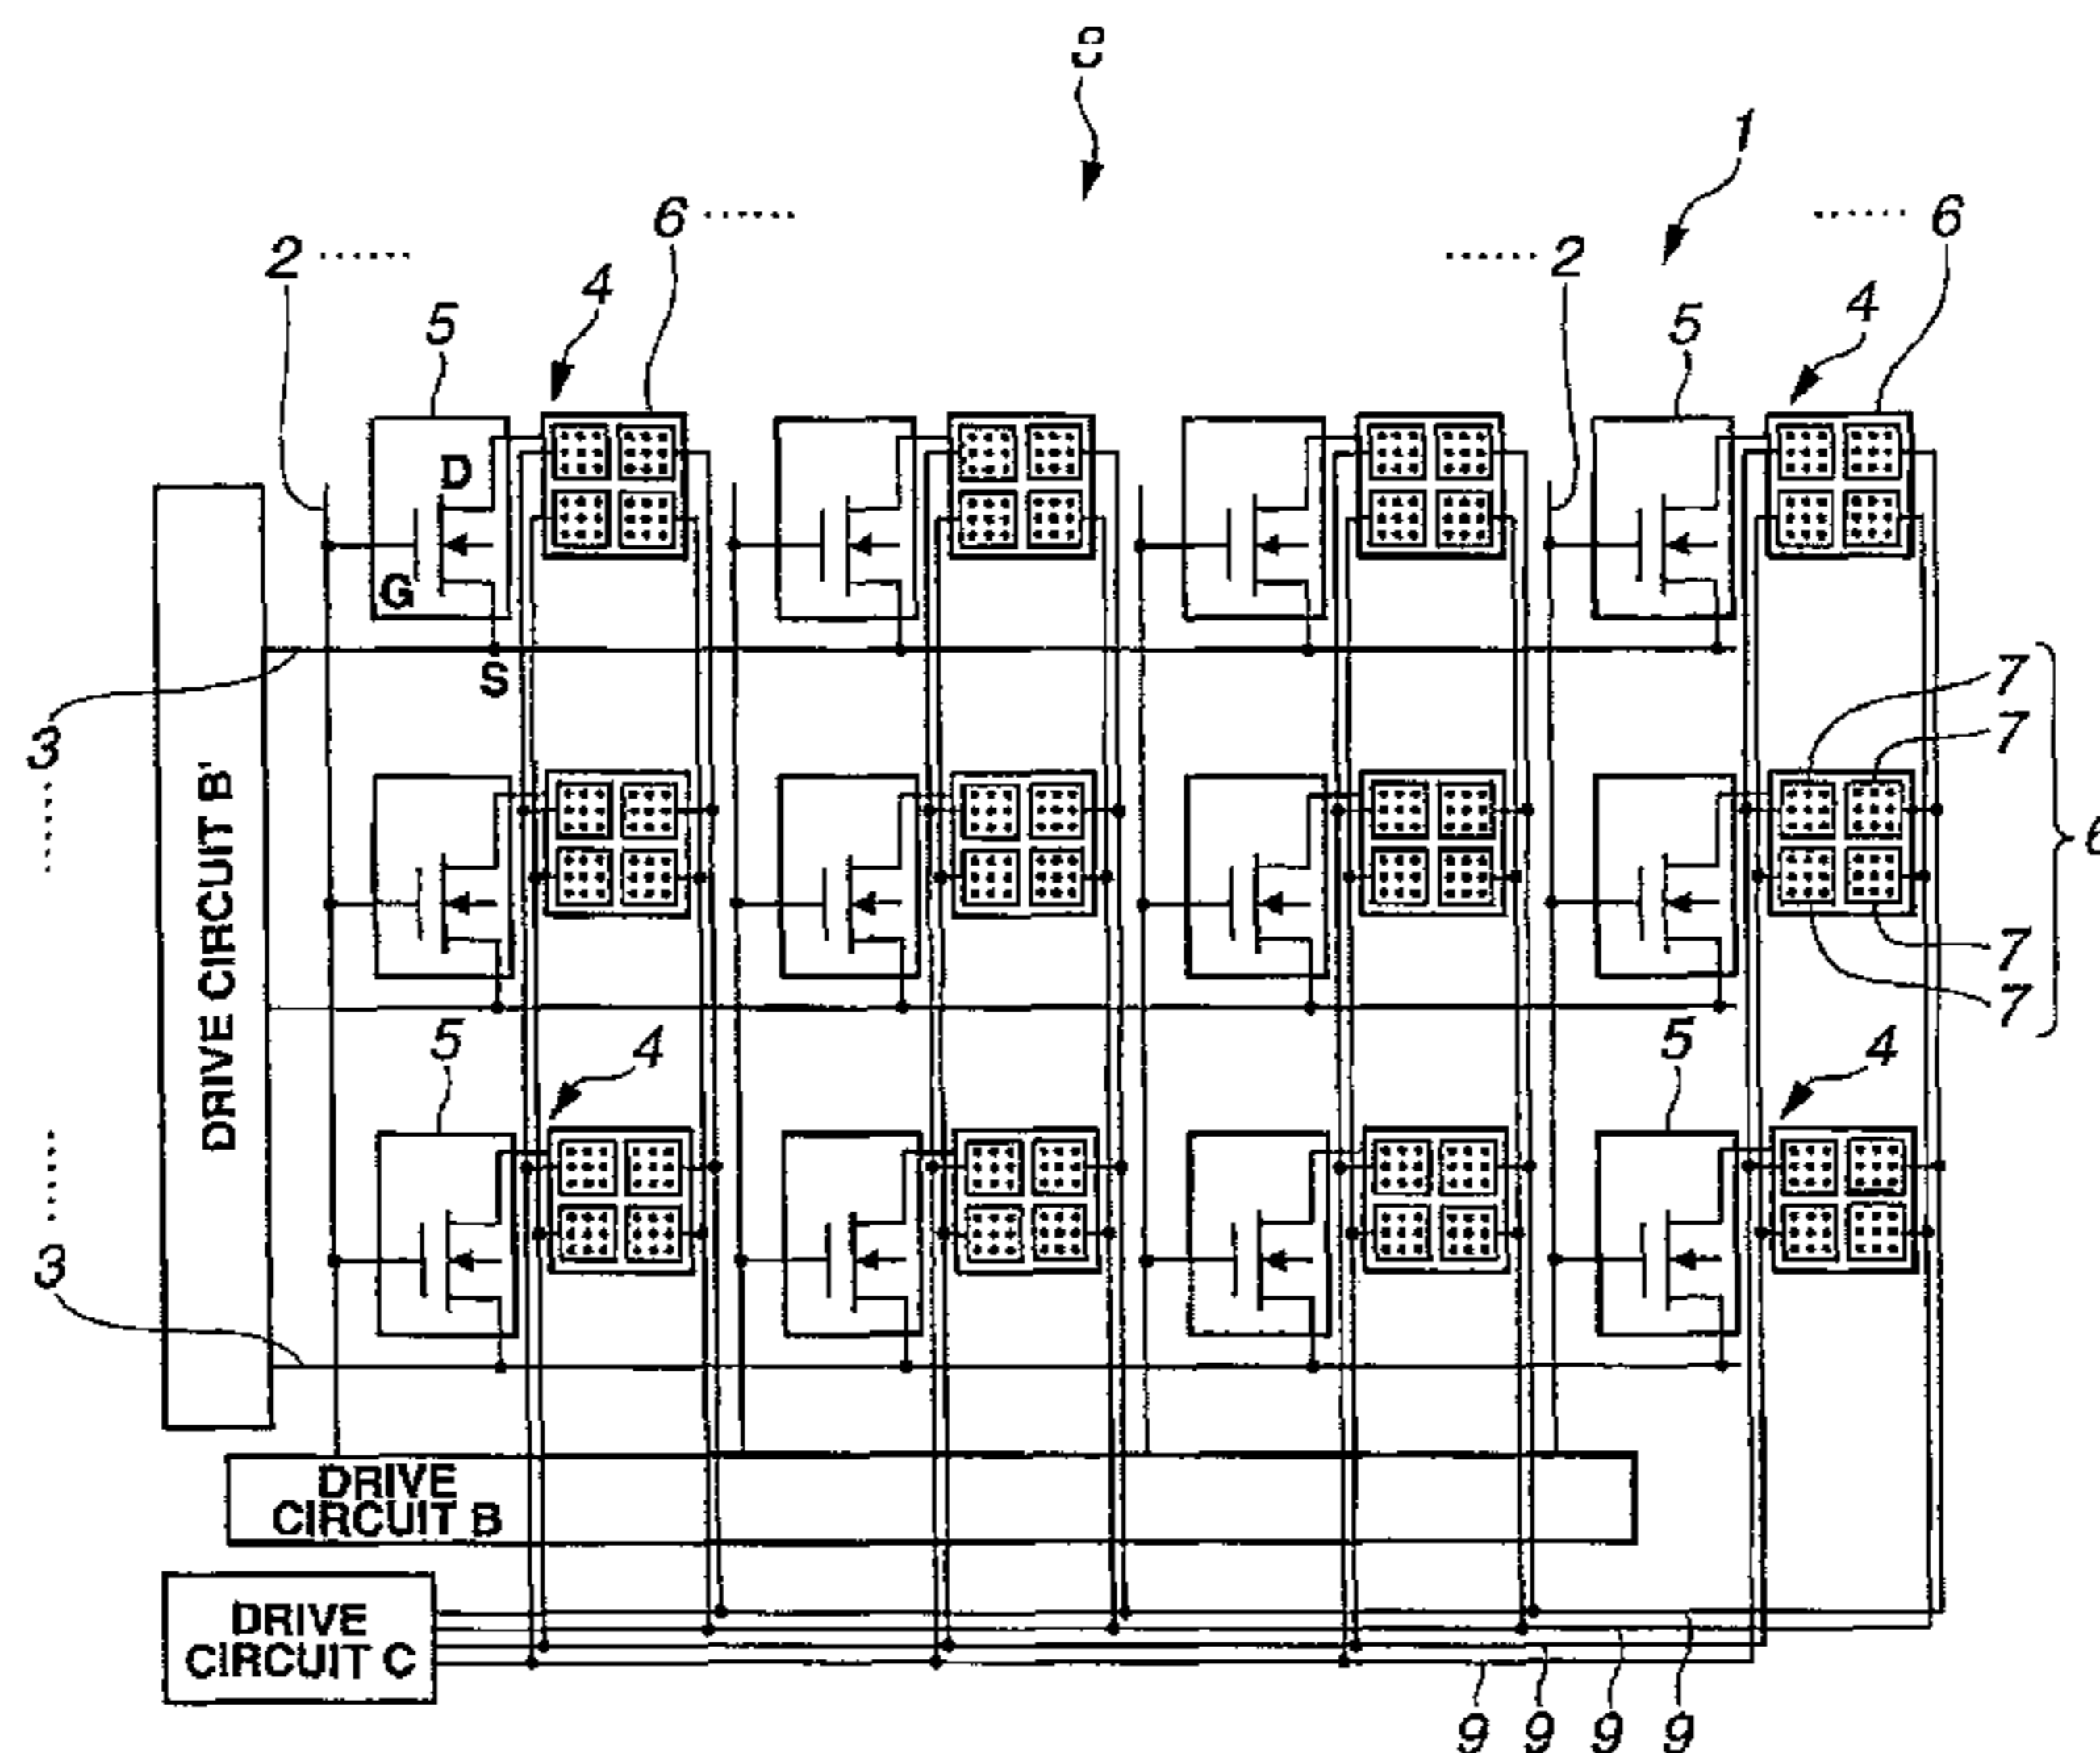 8
1
6 ......
...... 6
2 ......
...... 2
4
4
5
5
D
G
S
7
3
7
DRIVE CIRCUIT B'
6
7
7
5
4
5
4
3
DRIVE
CIRCUIT B
DRIVE
CIRCUIT C
9 9 9 9